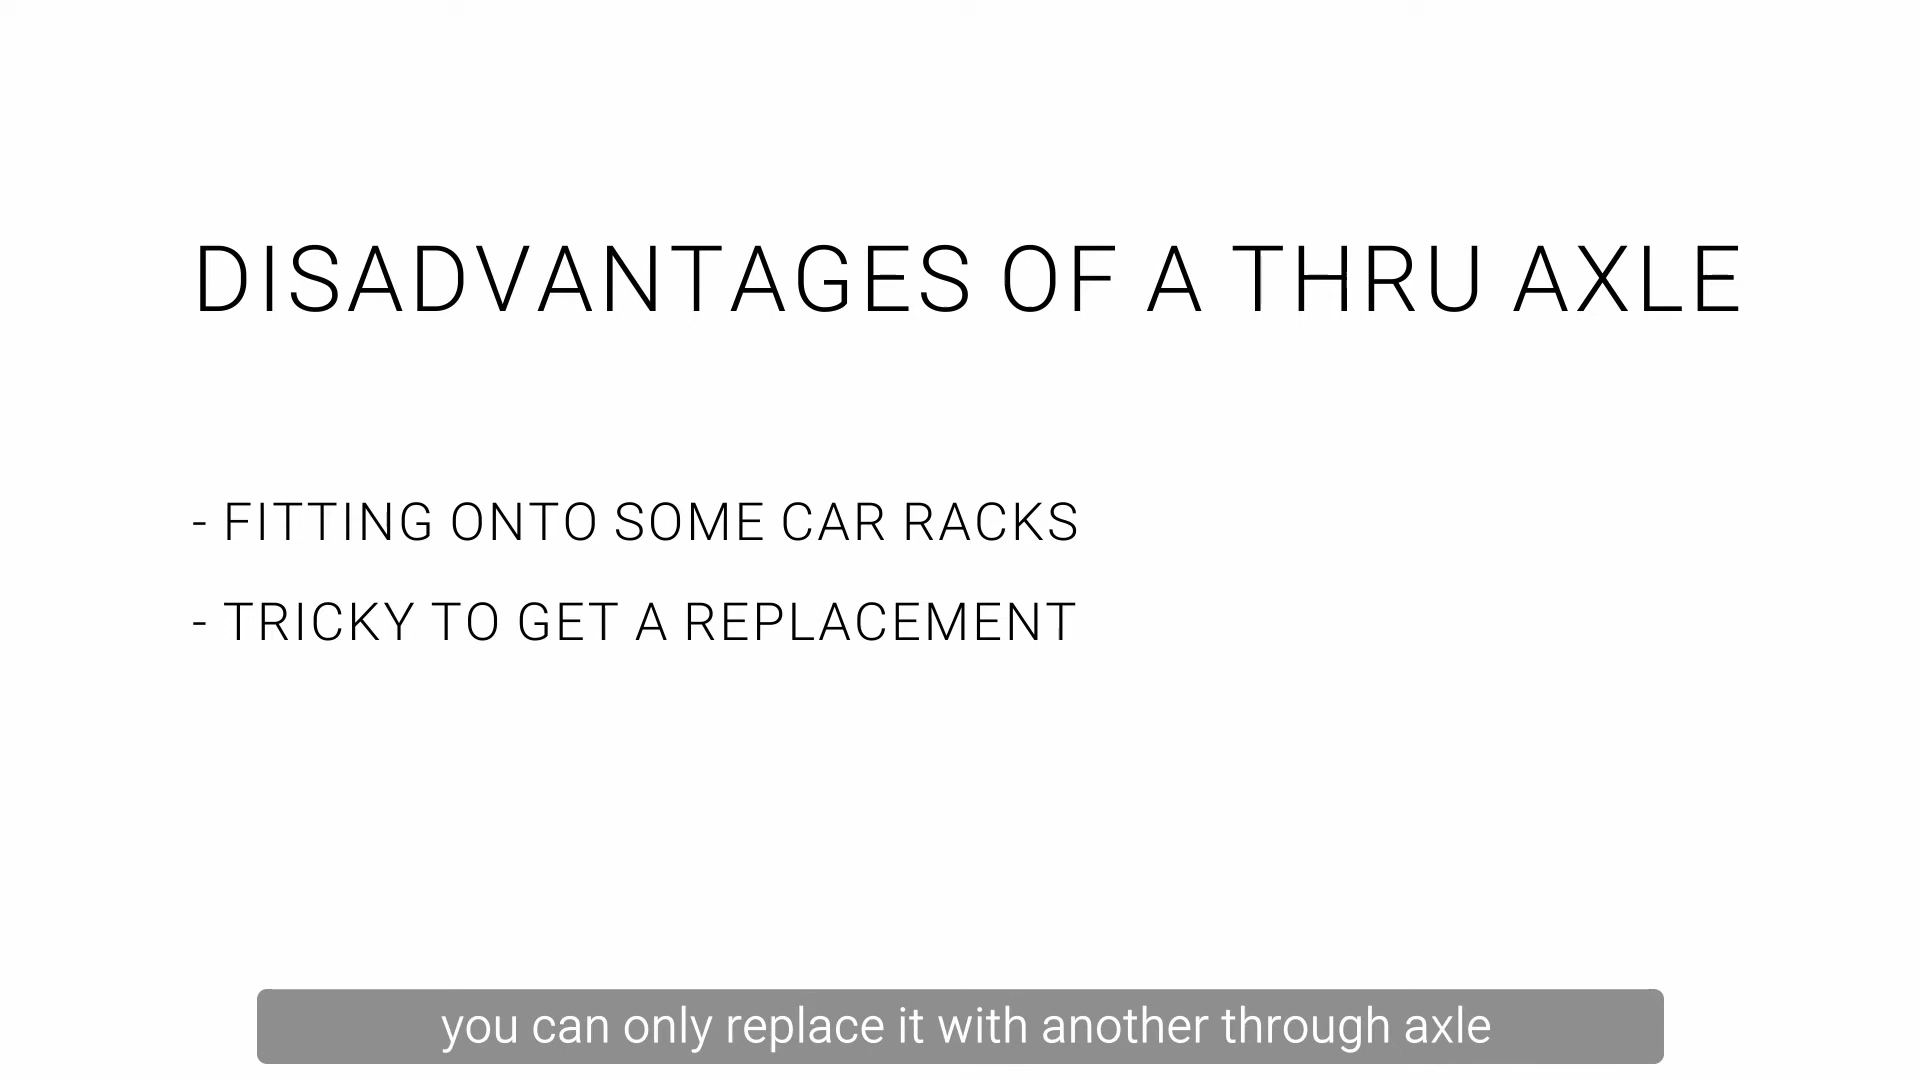 DISADVANTAGES OF A THRU AXLE
- FITTING ONTO SOME CAR RACKS
- TRICKY TO GET A REPLACEMENT
you can only replace it with another through axle